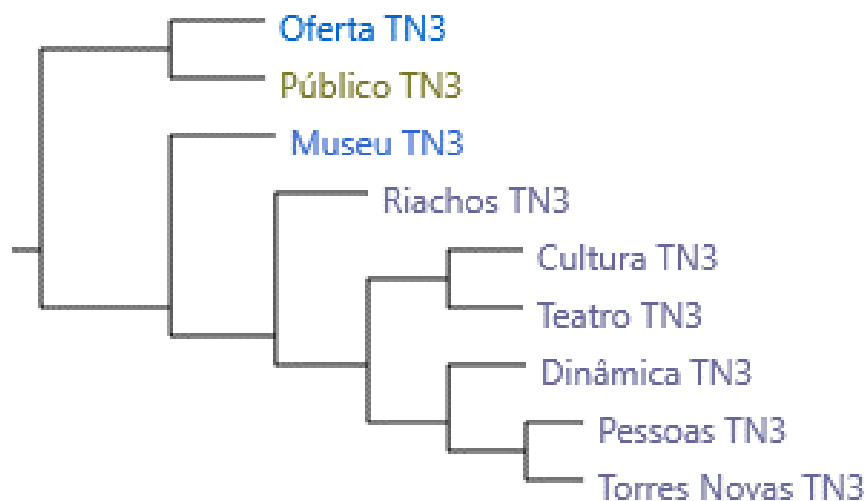 Oferta TN3
Público TN3
Museu TN3
Riachos TN3
Cultura TN3
Teatro TN3
Dinâmica TN3
Pessoas TN3
Torres Novas TN3